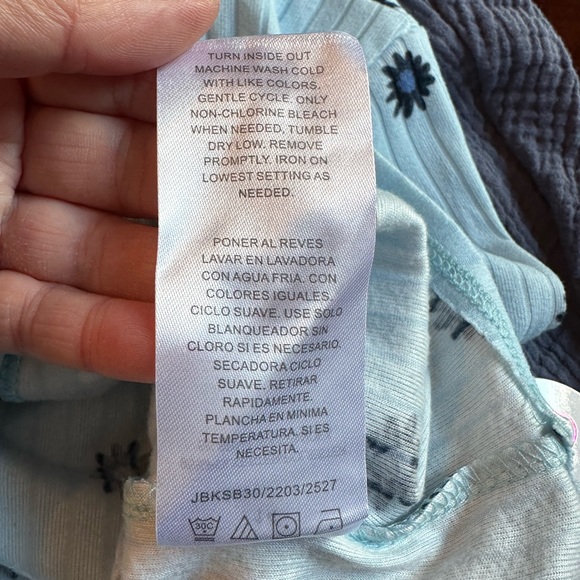 TURN INSIDE OUT
MACHINE WASH COLD
WITH LIKE COLORS.
GENTLE CYCLE. ONLY
NON-CHLORINE BLEACH
WHEN NEEDED, TUMBLE
DRY LOW. REMOVE
PROMPTLY. IRON ON
LOWEST SETTING AS
NEEDED.
PONER AL REVES
LAVAR EN LAVADORA
CON AGUA FRIA. CON
COLORES IGUALES.
CICLO SUAVE. USE SOLO
BLANQUEADOR SIN
CLORO SI ES NECESARIO.
SECADORA CICLO
SUAVE. RETIRAR
RAPIDAMENTE.
PLANCHA EN MINIMA
TEMPERATURA. SI ES
NECESITA.
JBKSB30/2203/2527
30C